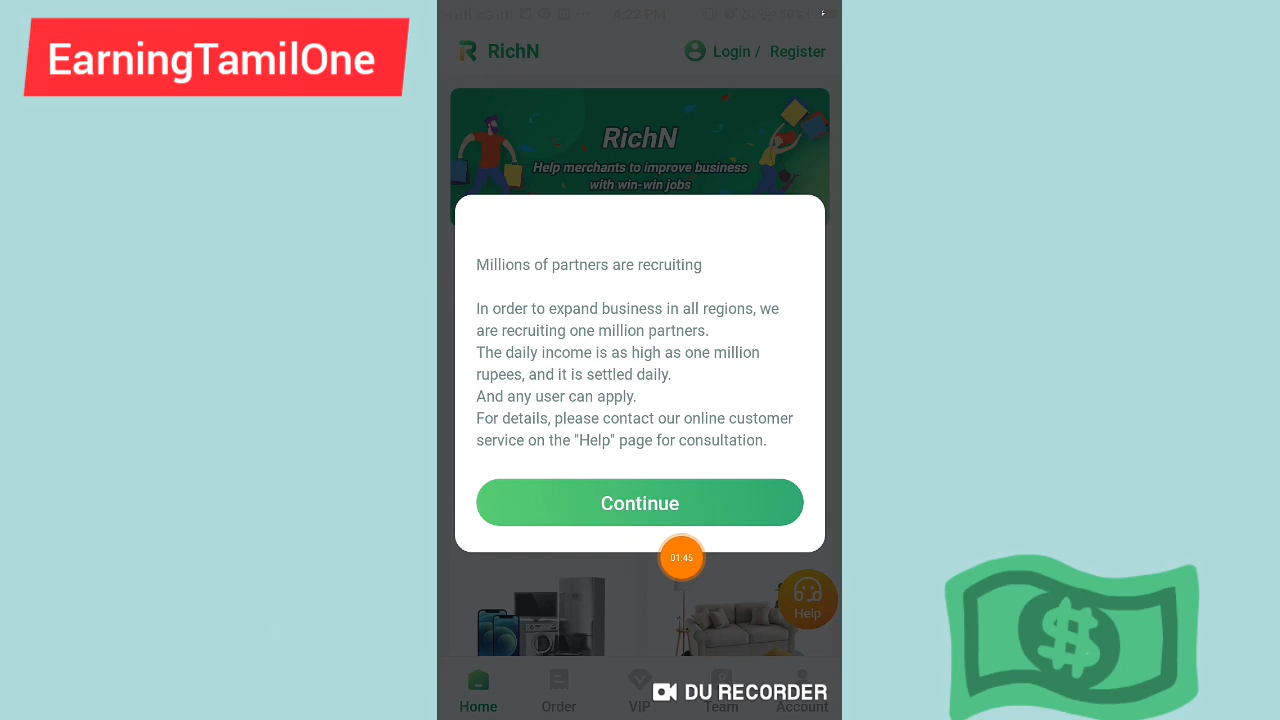 EarningTamilOne
4:22 PM
RichN
Login / Register
RichN
Help merchants to improve business
with win-win jobs
Millions of partners are recruiting
In order to expand business in all regions, we
are recruiting one million partners.
The daily income is as high as one million
rupees, and it is settled daily.
And any user can apply.
For details, please contact our online customer
service on the "Help" page for consultation.
Continue
01:45
Help
DU RECORDER
Home
Order
VIP
Team
Account